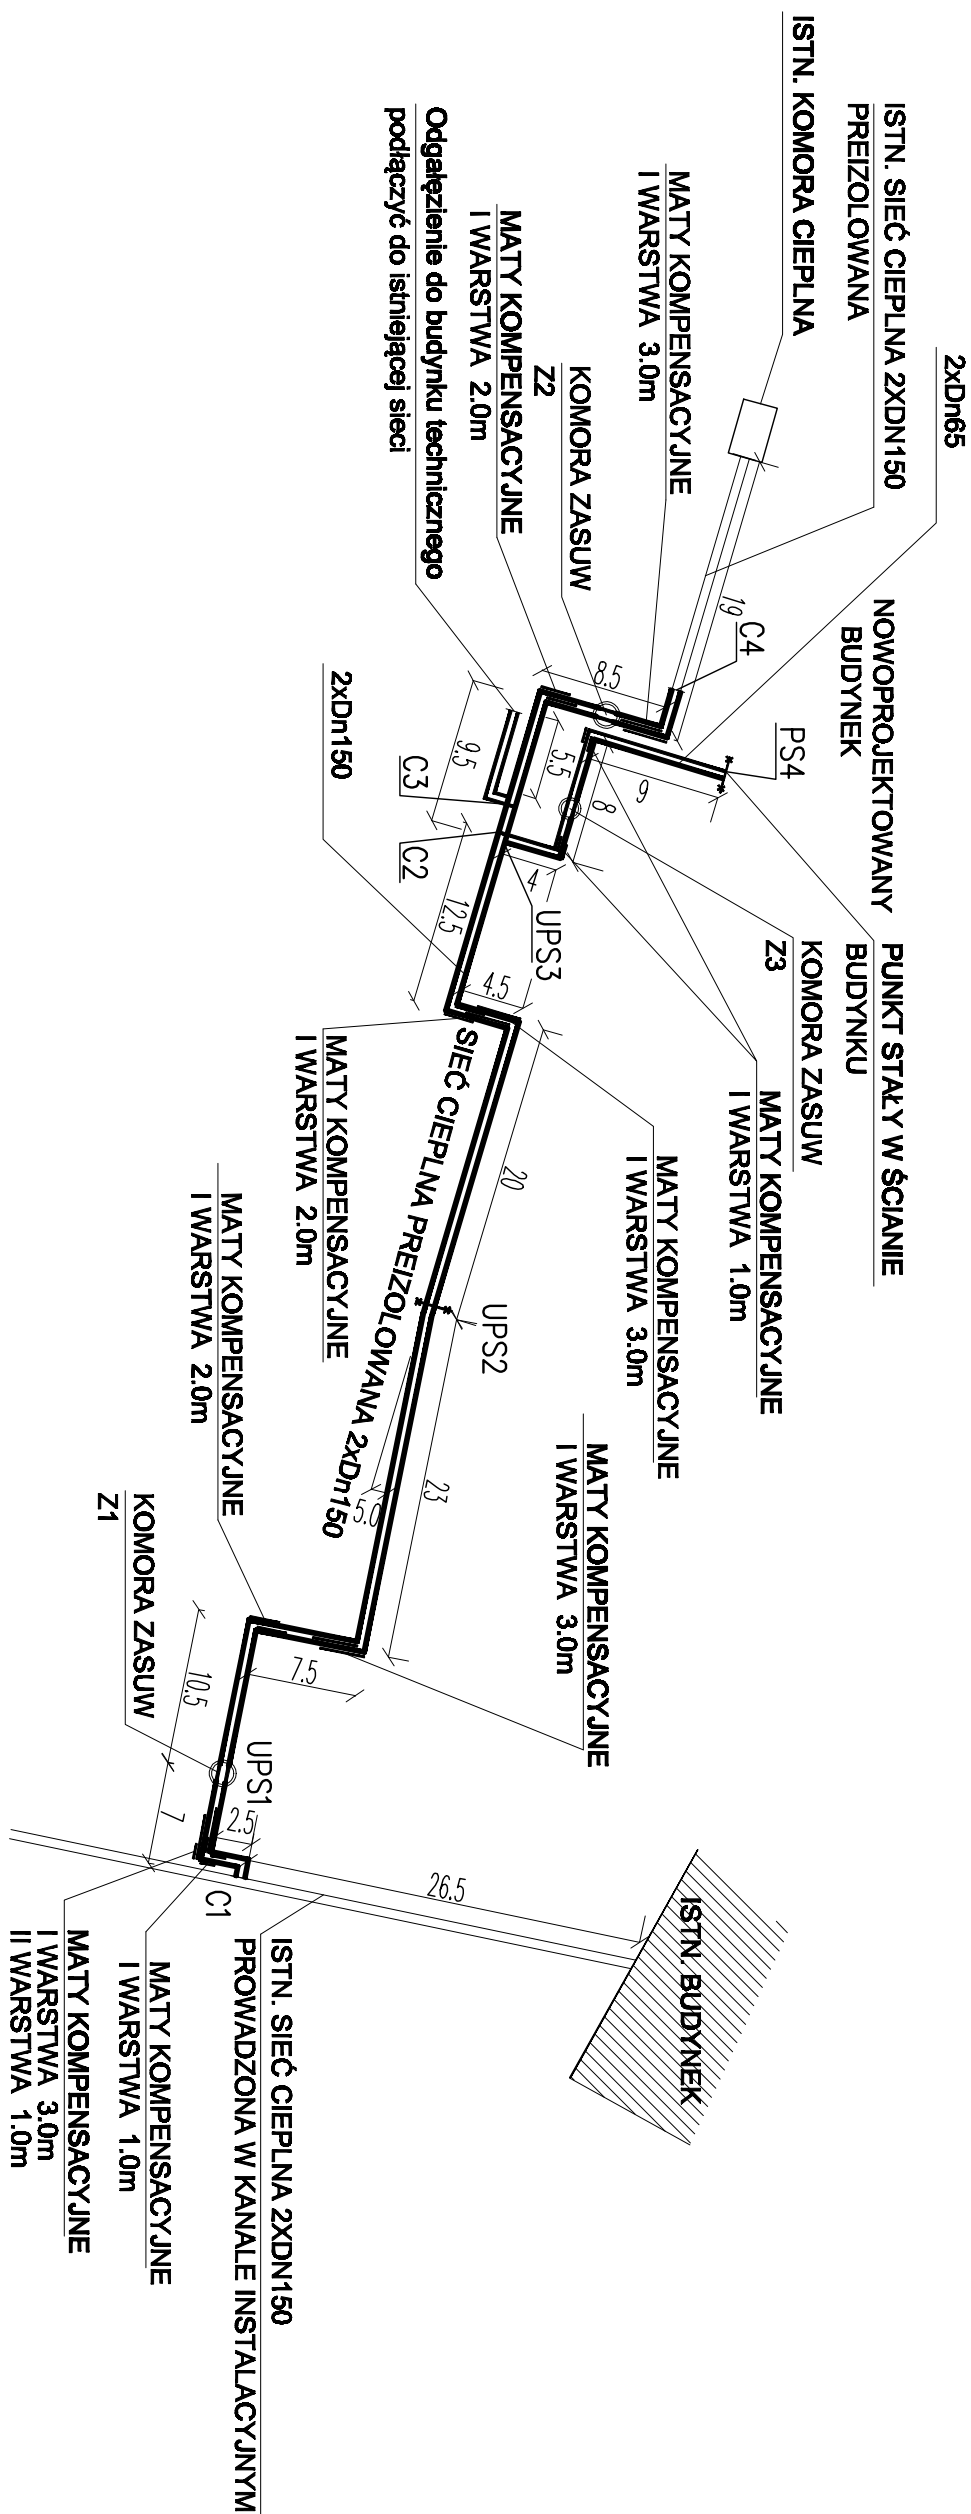 2xDn65
ISTN. SIEĆ CIEPLNA 2XDN150
PREIZOLOWANA
ISTN. KOMORA CIEPLNA
MATY KOMPENSACYJNE
I WARSTWA 3.0m
KOMORA ZASUW
Z2
MATY KOMPENSACYJNE
I WARSTWA 2.0m
Odgałęzienie do budynku technicznego
podłączyć do istniejącej sieci
19
C4
NOWOPROJEKTOWANY
BUDYNEK
PS4
8.5
9
5.5
8
9.5
C3
C2
4
UPS3
12.5
4.5
2xDn150
PUNKT STAŁY W ŚCIANIE
BUDYNKU
KOMORA ZASUW
Z3
MATY KOMPENSACYJNE
I WARSTWA 1.0m
MATY KOMPENSACYJNE
I WARSTWA 3.0m
20
UPS2
SIEĆ CIEPLNA PREIZOLOWANA 2xDn150
MATY KOMPENSACYJNE
I WARSTWA 2.0m
23
5.0
MATY KOMPENSACYJNE
I WARSTWA 3.0m
MATY KOMPENSACYJNE
I WARSTWA 2.0m
7.5
KOMORA ZASUW
Z1
10.5
UPS1
7
2.5
C1
26.5
ISTN. BUDYNEK
ISTN. SIEĆ CIEPLNA 2XDN150
PROWADZONA W KANALE INSTALACYJNYM
MATY KOMPENSACYJNE
I WARSTWA 1.0m
MATY KOMPENSACYJNE
I WARSTWA 3.0m
II WARSTWA 1.0m